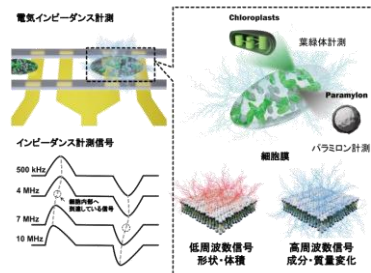 電気インピーダンス計測
Chloroplasts
葉緑体計測
Paramylon
パラミロン計測
細胞膜
インピーダンス計測信号
500 kHz
4 MHz
細胞内部へ
到達している信号
7 MHz
10 MHz
低周波数信号
形状・体積
高周波数信号
成分・質量変化